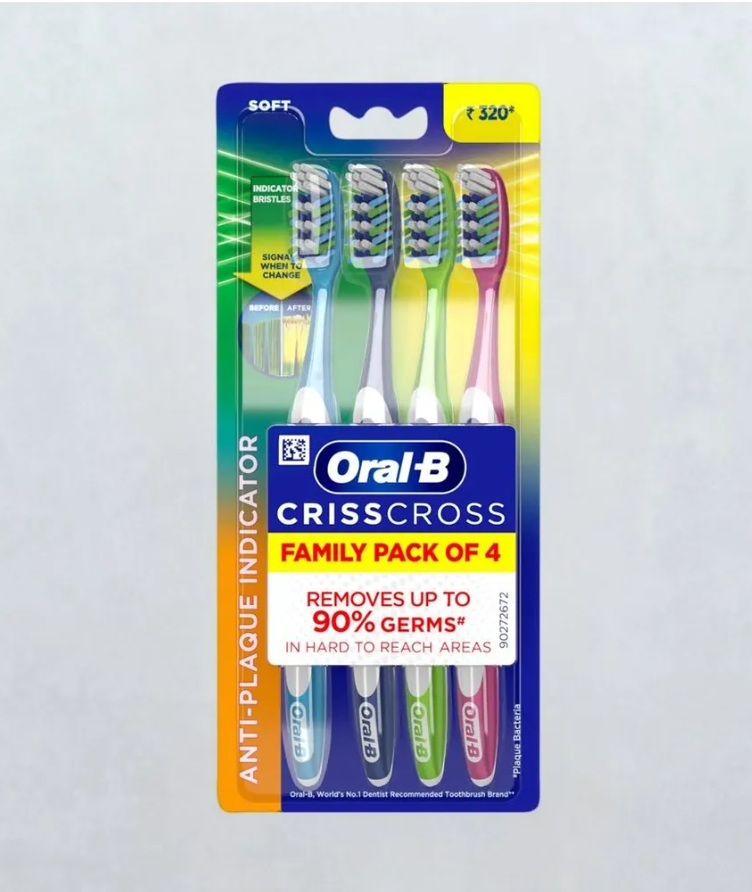 SOFT
₹ 320*
INDICATOR
BRISTLES
SIGNAL
WHEN TO
CHANGE
BEFORE AFTER
ANTI-PLAQUE INDICATOR
Oral-B
CRISSCROSS
FAMILY PACK OF 4
REMOVES UP TO
90% GERMS#
IN HARD TO REACH AREAS
90272672
Oral-B
Oral-B
Oral-B
Oral-B
#Plaque Bacteria
Oral-B, World's No.1 Dentist Recommended Toothbrush Brand**